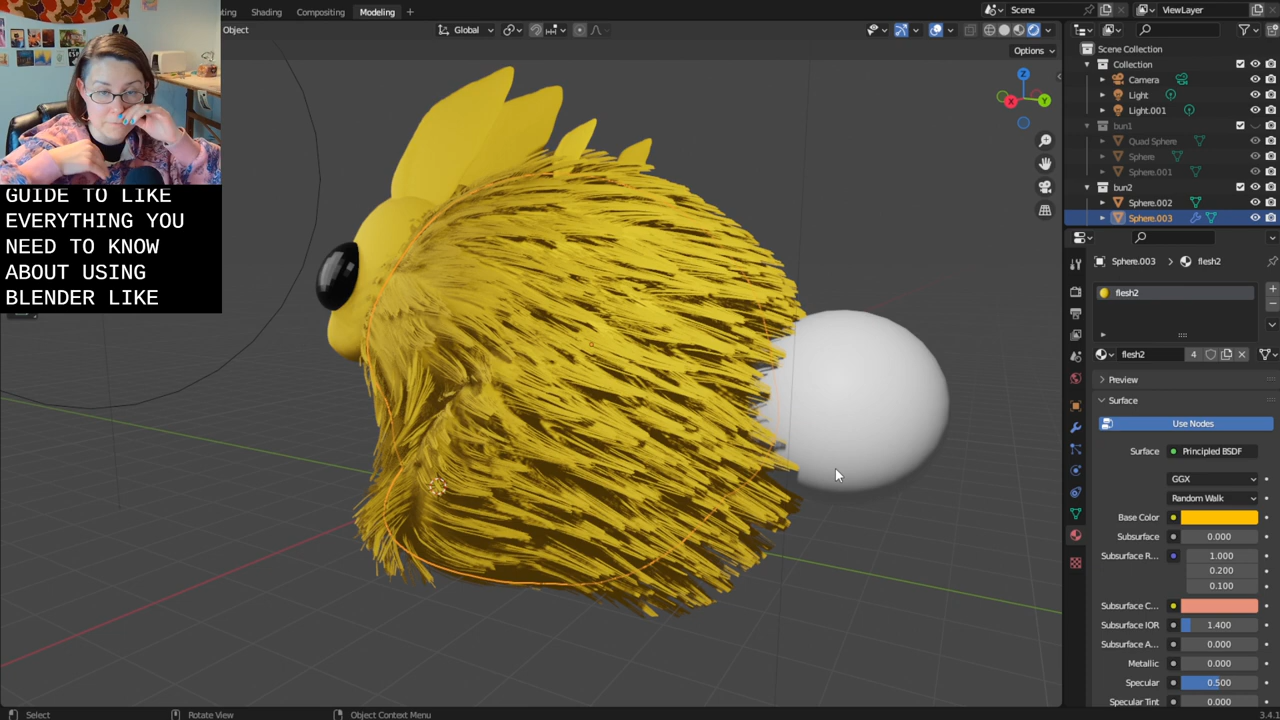 ting
Shading
Compositing
Modeling
+
Scene
ViewLayer
Object
Global
Options
GUIDE TO LIKE
EVERYTHING YOU
NEED TO KNOW
ABOUT USING
BLENDER LIKE
Z
X
Y
Scene Collection
Collection
Camera
Light
Light.001
bun1
Quad Sphere
Sphere
Sphere.001
bun2
Sphere.002
Sphere.003
Sphere.003 > flesh2
flesh2
flesh2 4
Preview
Surface
Use Nodes
Surface Principled BSDF
GGX
Random Walk
Base Color
Subsurface 0.000
Subsurface R... 1.000
0.200
0.100
Subsurface C...
Subsurface IOR 1.400
Subsurface A... 0.000
Metallic 0.000
Specular 0.500
Specular Tint 0.000
Select
Rotate View
Object Context Menu
3.4.1